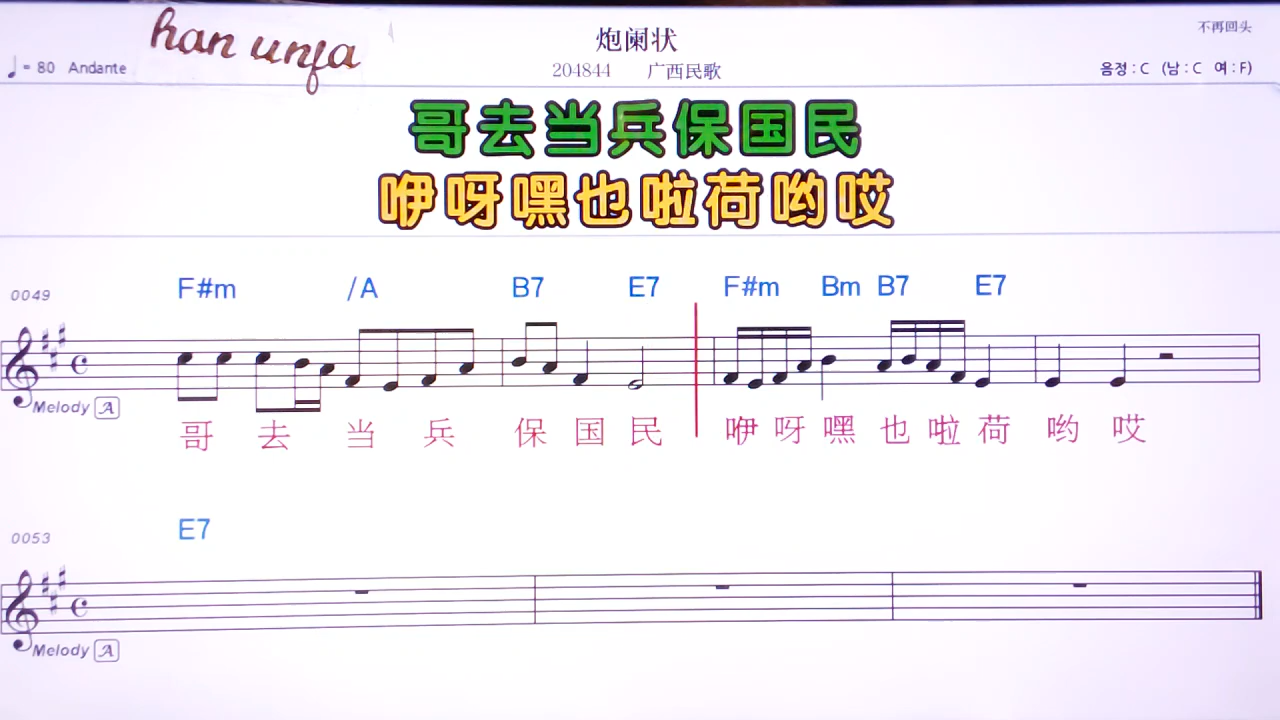 han unfa
炮阑状
不再回头
♩= 80 Andante
204844 广西民歌
음정 : C (남 : C 여 : F)
哥去当兵保国民
咿呀嘿也啦荷哟哎
F#m /A B7 E7 F#m Bm B7 E7
0049
Melody A
哥 去 当 兵 保 国 民 咿 呀 嘿 也 啦 荷 哟 哎
E7
0053
Melody A